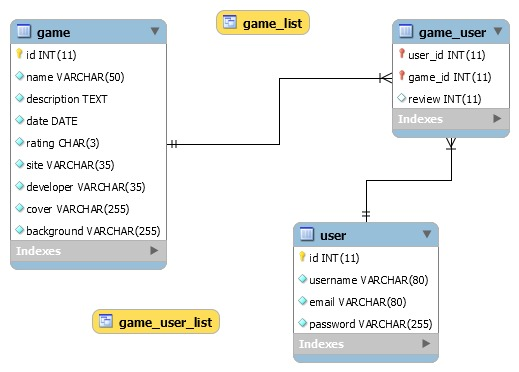 game
id INT(11)
name VARCHAR(50)
description TEXT
date DATE
rating CHAR(3)
site VARCHAR(35)
developer VARCHAR(35)
cover VARCHAR(255)
background VARCHAR(255)
Indexes
game_list
game_user
user_id INT(11)
game_id INT(11)
review INT(11)
Indexes
user
id INT(11)
username VARCHAR(80)
email VARCHAR(80)
password VARCHAR(255)
Indexes
game_user_list